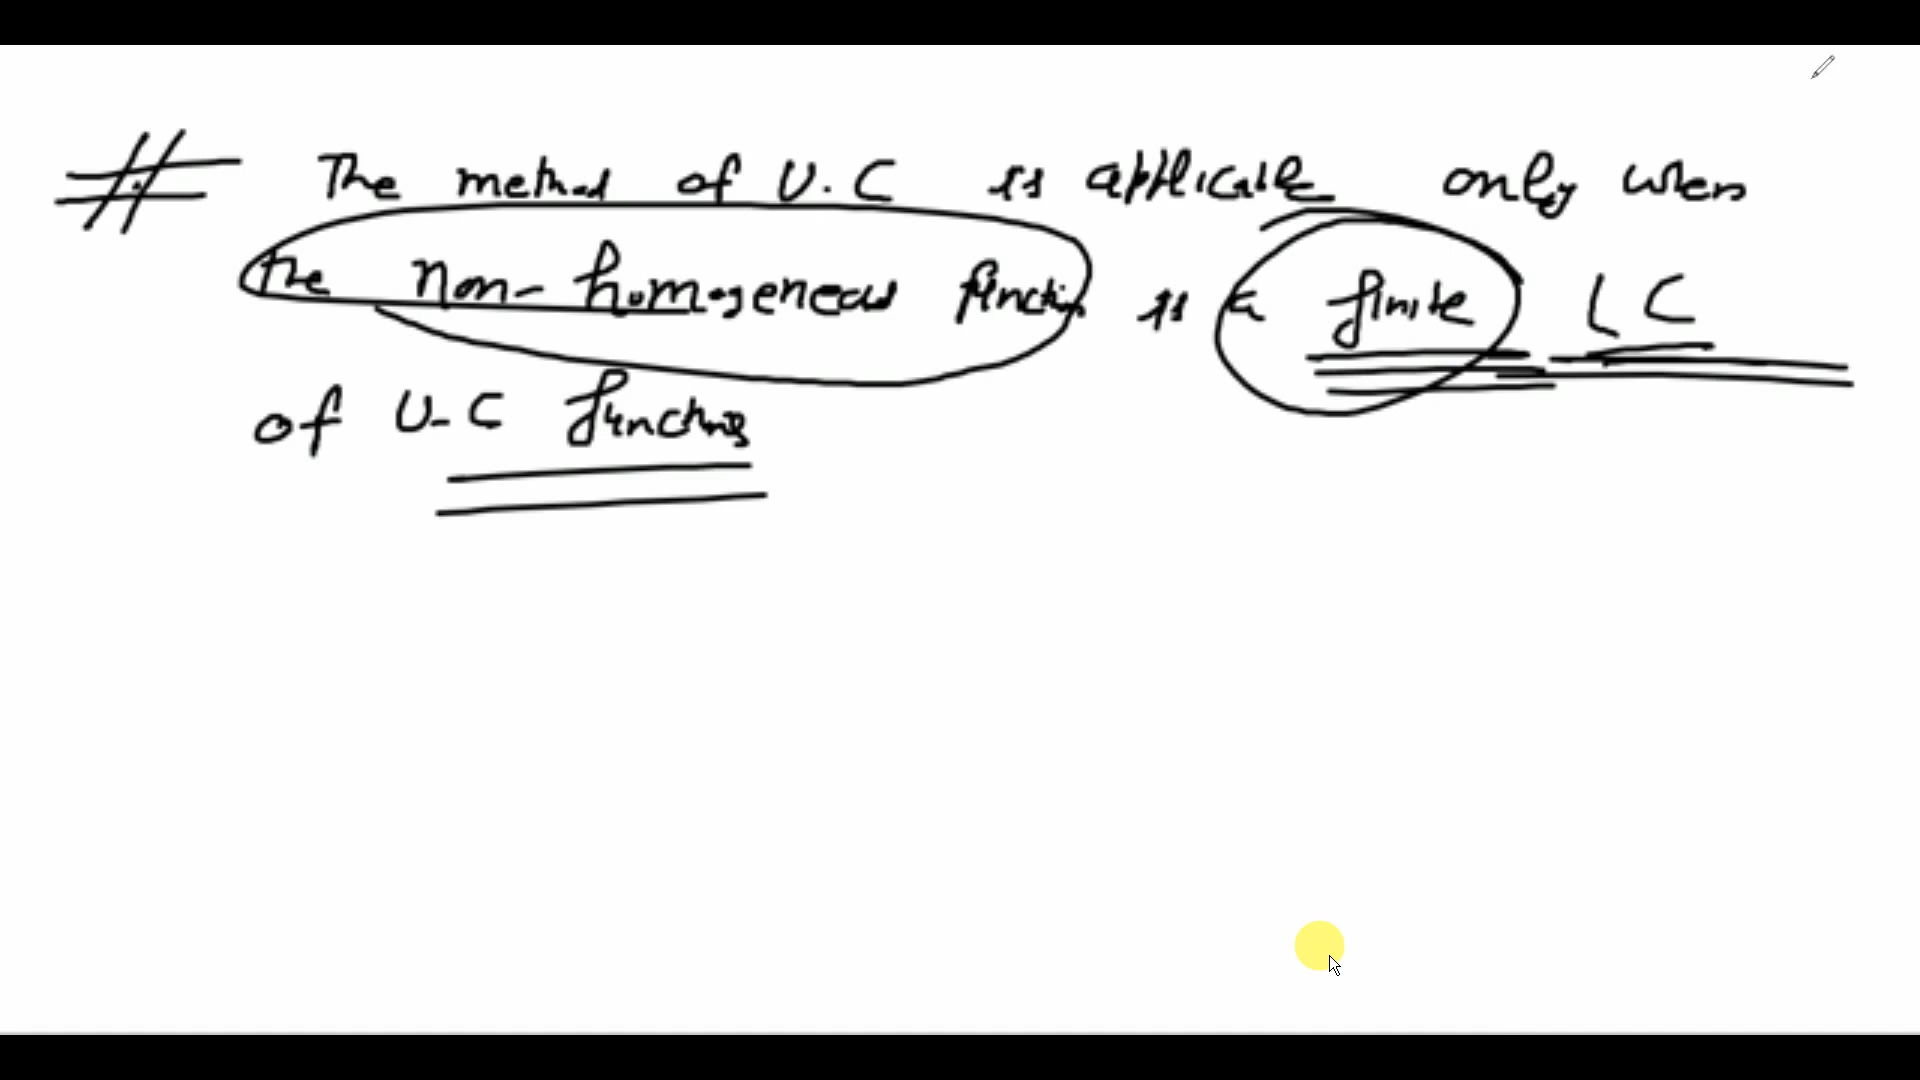 # The method of U.C is applicable only when
the non-homogeneous function is a finite LC
of U-C functions